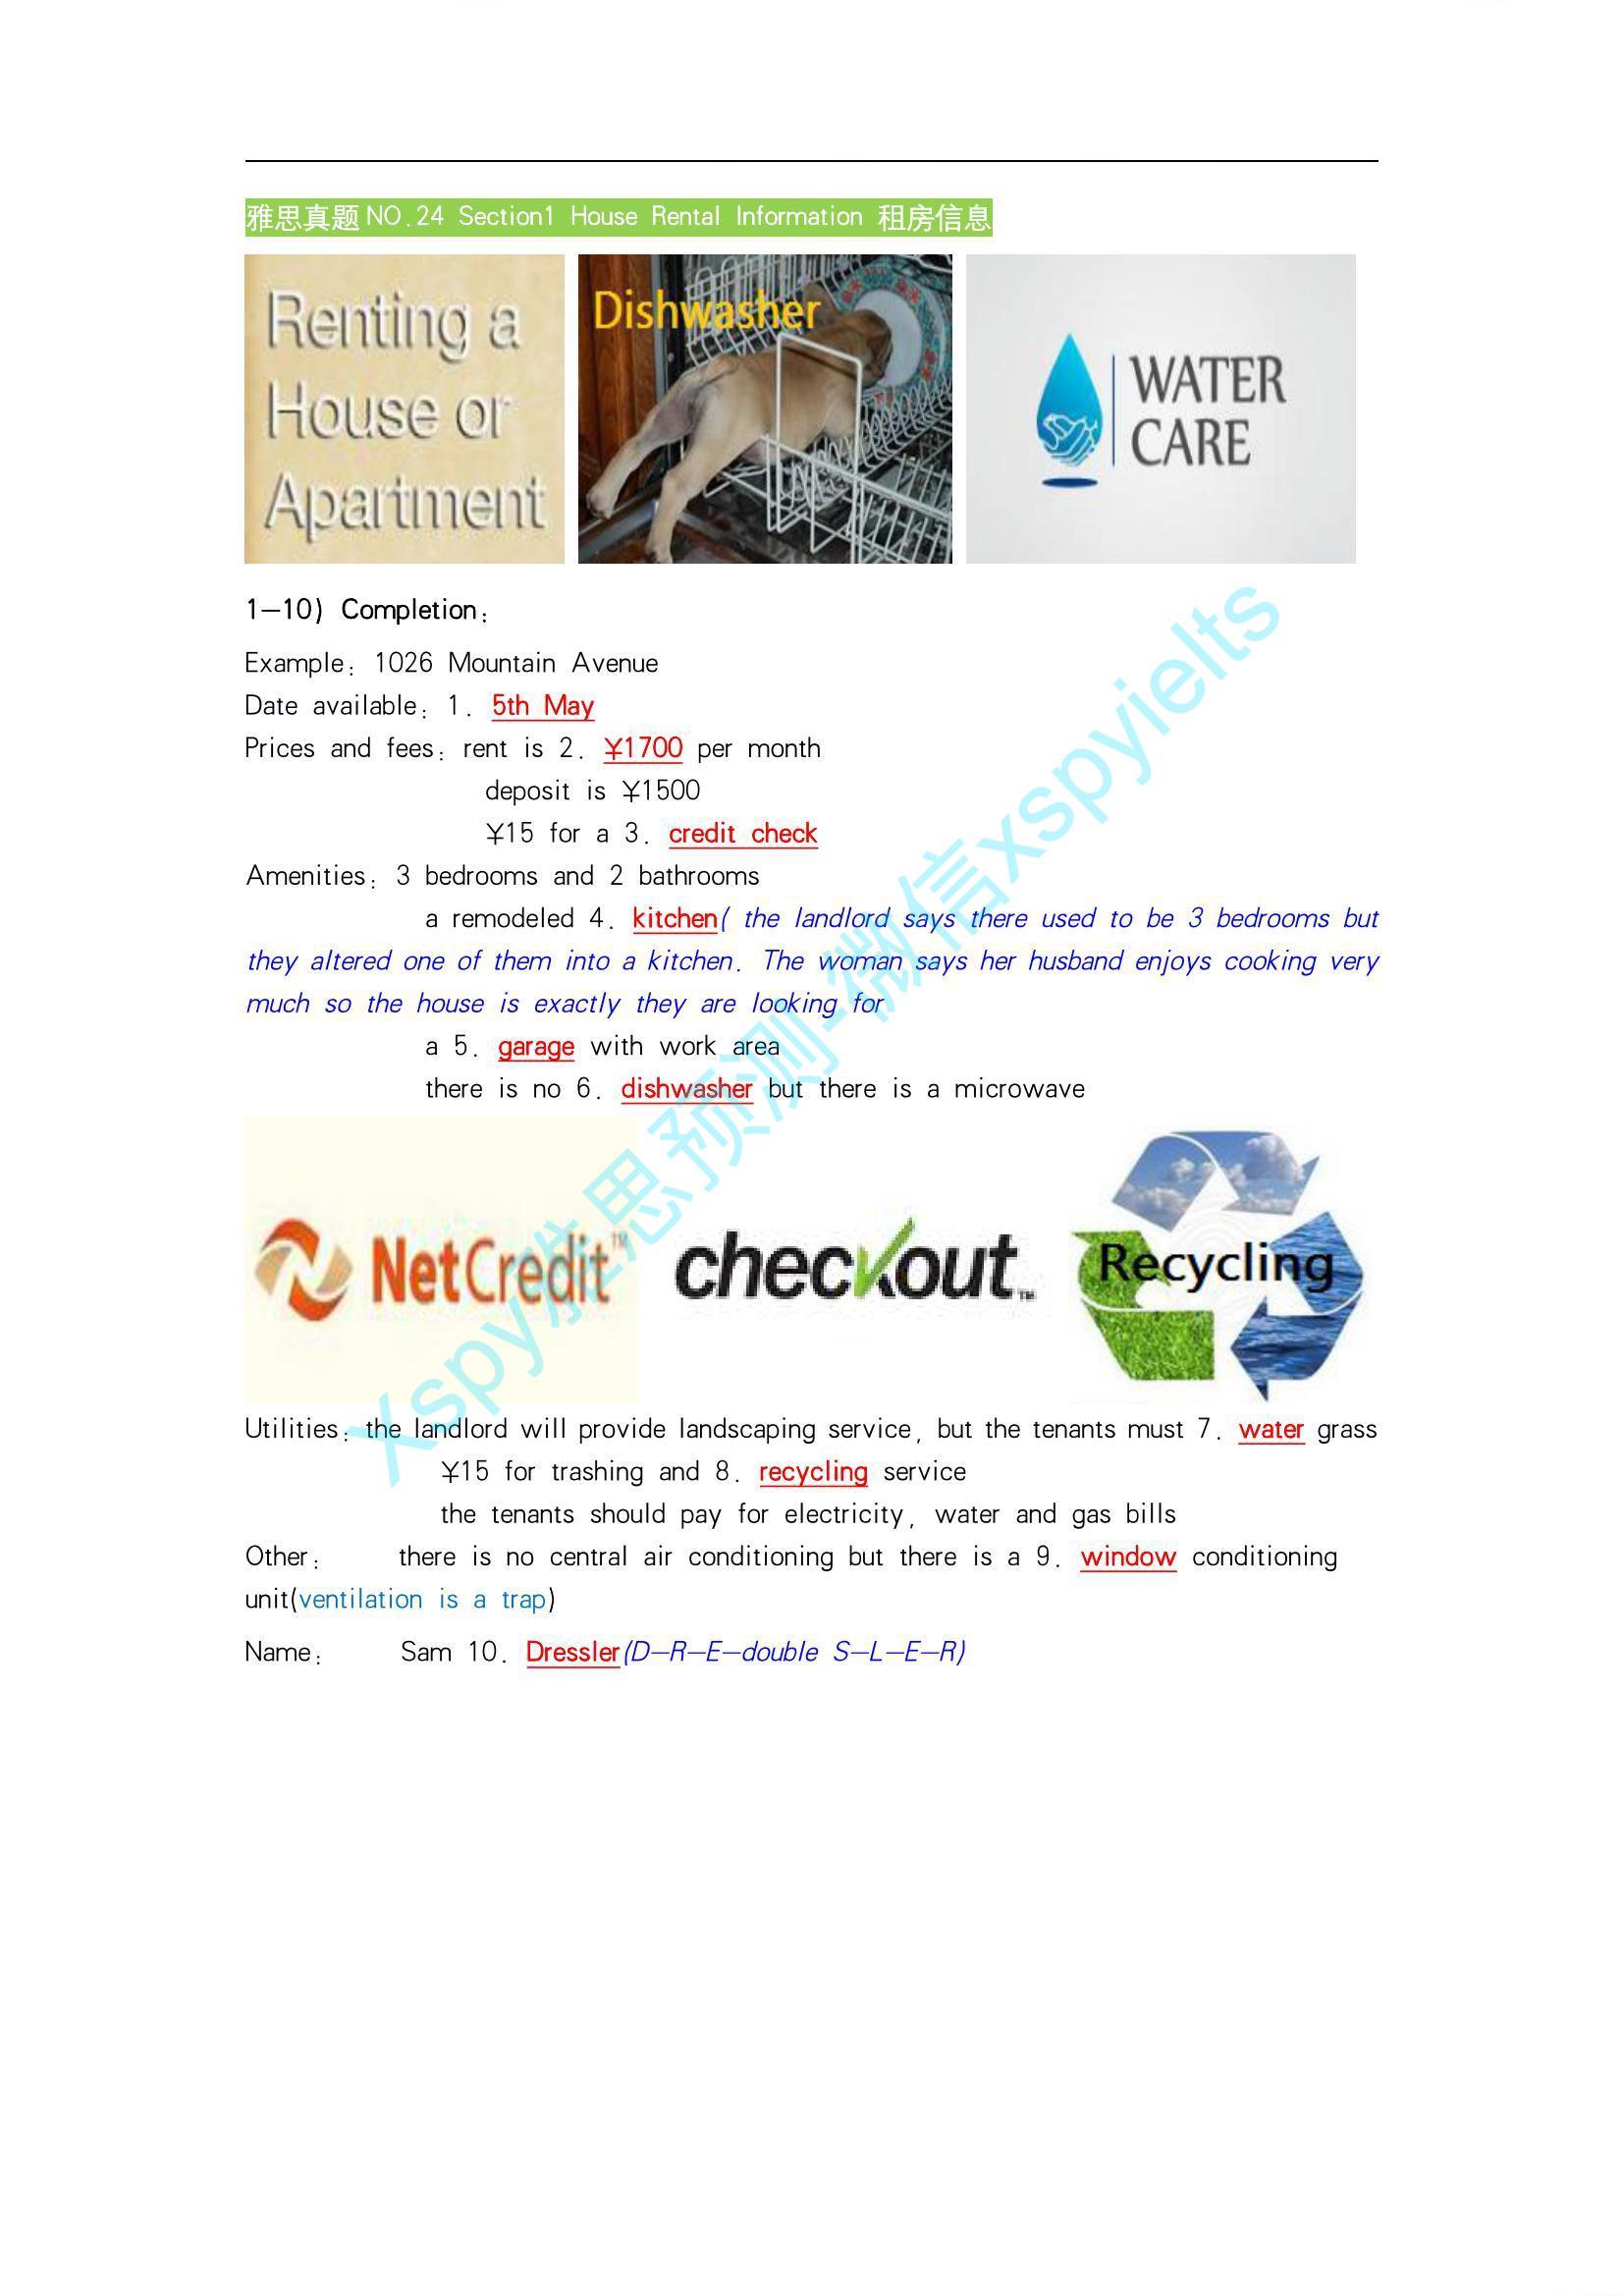 雅思真题 NO.24 Section1 House Rental Information 租房信息
Renting a
House or
Apartment
Dishwasher
WATER
CARE
1-10) Completion:
Example: 1026 Mountain Avenue
Date available: 1. 5th May
Prices and fees: rent is 2. ¥1700 per month
deposit is ¥1500
¥15 for a 3. credit check
Amenities: 3 bedrooms and 2 bathrooms
a remodeled 4. kitchen( the landlord says there used to be 3 bedrooms but
they altered one of them into a kitchen. The woman says her husband enjoys cooking very
much so the house is exactly they are looking for
a 5. garage with work area
there is no 6. dishwasher but there is a microwave
NetCredit™
checkout™
Recycling
Utilities: the landlord will provide landscaping service, but the tenants must 7. water grass
¥15 for trashing and 8. recycling service
the tenants should pay for electricity, water and gas bills
Other: there is no central air conditioning but there is a 9. window conditioning
unit(ventilation is a trap)
Name: Sam 10. Dressler(D-R-E-double S-L-E-R)
Xspy雅思预测-微信xspyielts